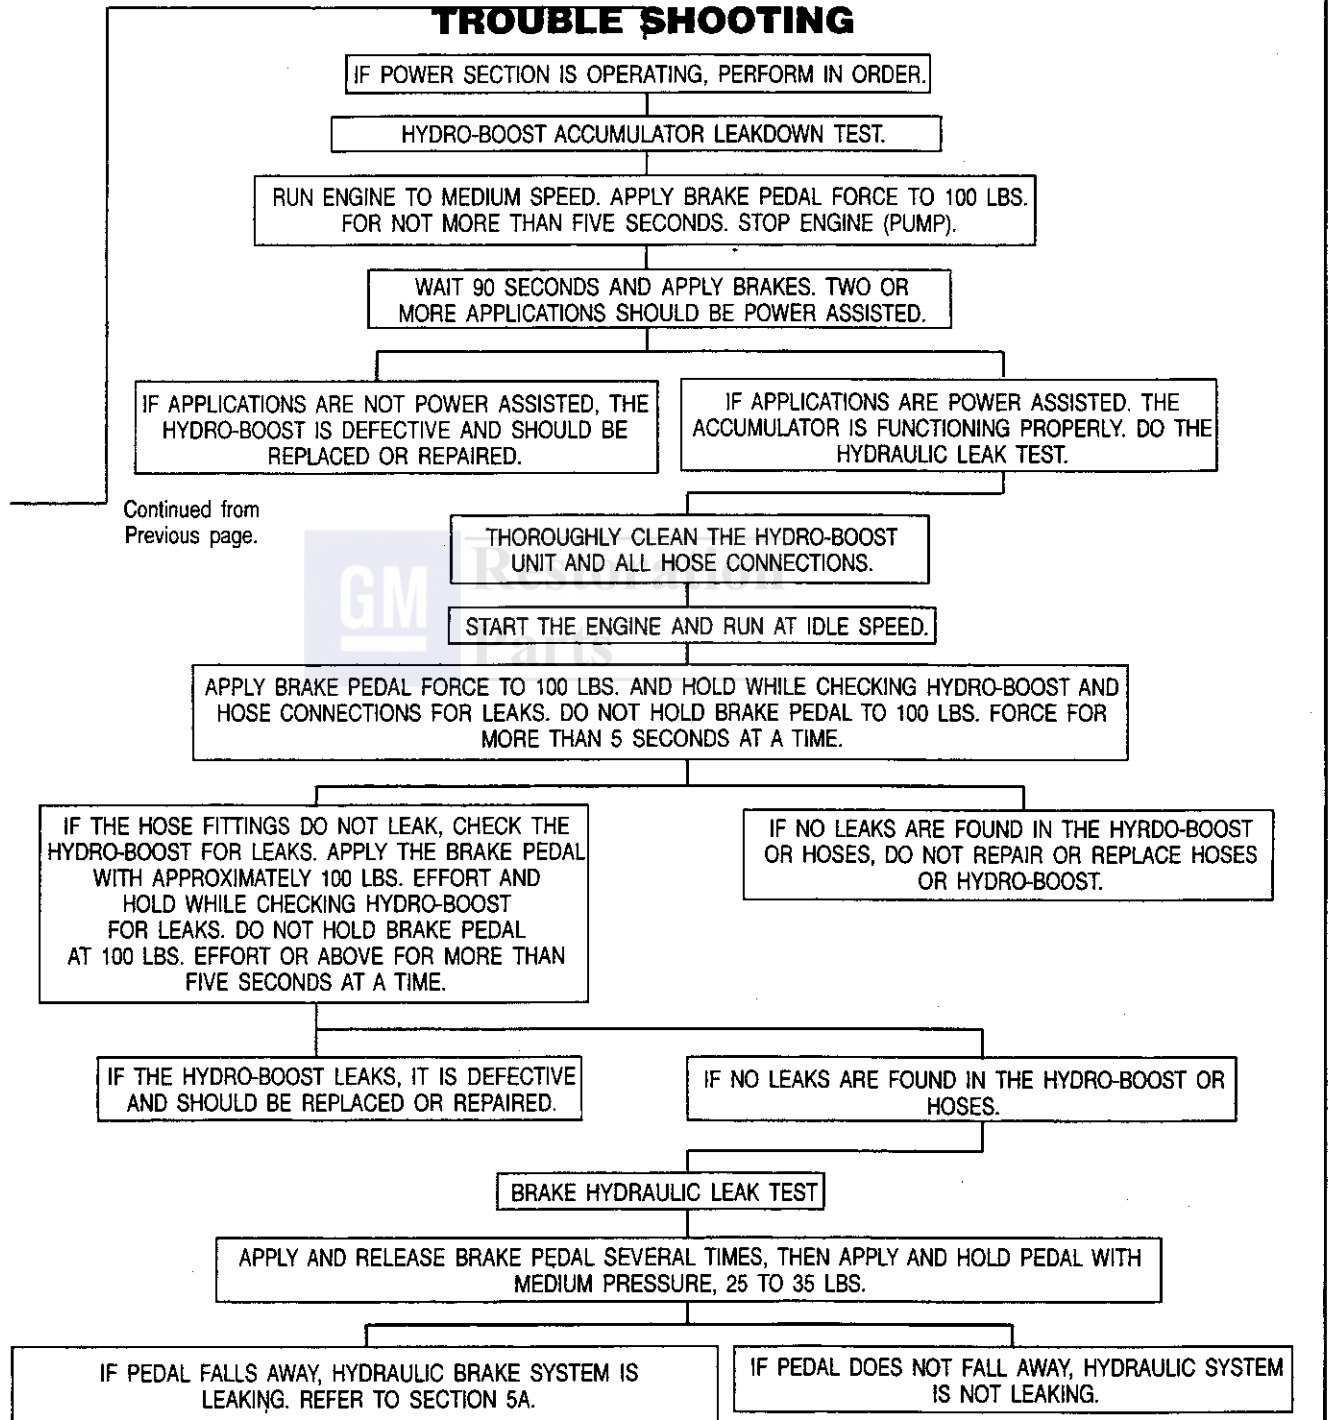 TROUBLE SHOOTING
IF POWER SECTION IS OPERATING, PERFORM IN ORDER.
HYDRO-BOOST ACCUMULATOR LEAKDOWN TEST.
RUN ENGINE TO MEDIUM SPEED. APPLY BRAKE PEDAL FORCE TO 100 LBS.
FOR NOT MORE THAN FIVE SECONDS. STOP ENGINE (PUMP).
WAIT 90 SECONDS AND APPLY BRAKES. TWO OR
MORE APPLICATIONS SHOULD BE POWER ASSISTED.
IF APPLICATIONS ARE NOT POWER ASSISTED, THE
HYDRO-BOOST IS DEFECTIVE AND SHOULD BE
REPLACED OR REPAIRED.
IF APPLICATIONS ARE POWER ASSISTED. THE
ACCUMULATOR IS FUNCTIONING PROPERLY. DO THE
HYDRAULIC LEAK TEST.
Continued from
Previous page.
THOROUGHLY CLEAN THE HYDRO-BOOST
UNIT AND ALL HOSE CONNECTIONS.
GM
Restoration
Parts
START THE ENGINE AND RUN AT IDLE SPEED.
APPLY BRAKE PEDAL FORCE TO 100 LBS. AND HOLD WHILE CHECKING HYDRO-BOOST AND
HOSE CONNECTIONS FOR LEAKS. DO NOT HOLD BRAKE PEDAL TO 100 LBS. FORCE FOR
MORE THAN 5 SECONDS AT A TIME.
IF THE HOSE FITTINGS DO NOT LEAK, CHECK THE
HYDRO-BOOST FOR LEAKS. APPLY THE BRAKE PEDAL
WITH APPROXIMATELY 100 LBS. EFFORT AND
HOLD WHILE CHECKING HYDRO-BOOST
FOR LEAKS. DO NOT HOLD BRAKE PEDAL
AT 100 LBS. EFFORT OR ABOVE FOR MORE THAN
FIVE SECONDS AT A TIME.
IF NO LEAKS ARE FOUND IN THE HYRDO-BOOST
OR HOSES, DO NOT REPAIR OR REPLACE HOSES
OR HYDRO-BOOST.
IF THE HYDRO-BOOST LEAKS, IT IS DEFECTIVE
AND SHOULD BE REPLACED OR REPAIRED.
IF NO LEAKS ARE FOUND IN THE HYDRO-BOOST OR
HOSES.
BRAKE HYDRAULIC LEAK TEST
APPLY AND RELEASE BRAKE PEDAL SEVERAL TIMES, THEN APPLY AND HOLD PEDAL WITH
MEDIUM PRESSURE, 25 TO 35 LBS.
IF PEDAL FALLS AWAY, HYDRAULIC BRAKE SYSTEM IS
LEAKING. REFER TO SECTION 5A.
IF PEDAL DOES NOT FALL AWAY, HYDRAULIC SYSTEM
IS NOT LEAKING.